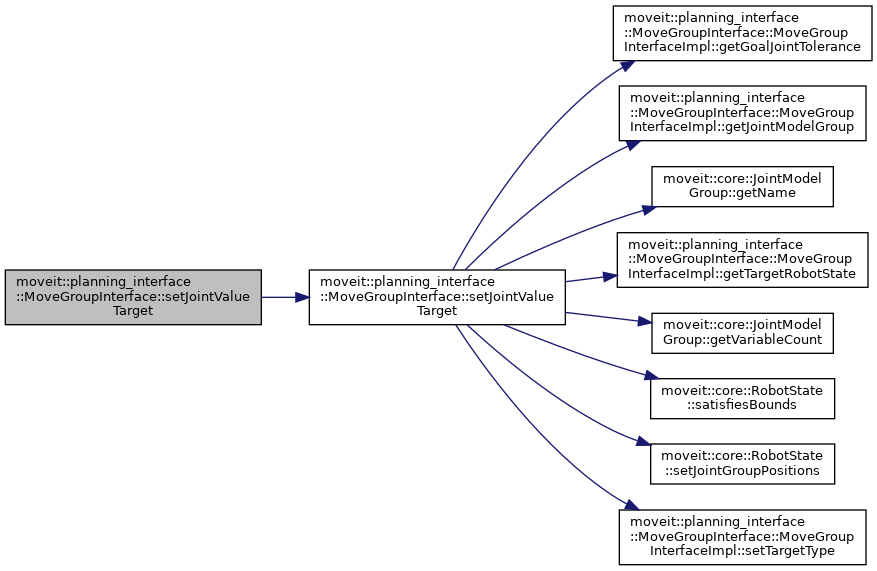 moveit::planning_interface
::MoveGroupInterface::setJointValue
Target
moveit::planning_interface
::MoveGroupInterface::setJointValue
Target
moveit::planning_interface
::MoveGroupInterface::MoveGroup
InterfaceImpl::getGoalJointTolerance
moveit::planning_interface
::MoveGroupInterface::MoveGroup
InterfaceImpl::getJointModelGroup
moveit::core::JointModel
Group::getName
moveit::planning_interface
::MoveGroupInterface::MoveGroup
InterfaceImpl::getTargetRobotState
moveit::core::JointModel
Group::getVariableCount
moveit::core::RobotState
::satisfiesBounds
moveit::core::RobotState
::setJointGroupPositions
moveit::planning_interface
::MoveGroupInterface::MoveGroup
InterfaceImpl::setTargetType